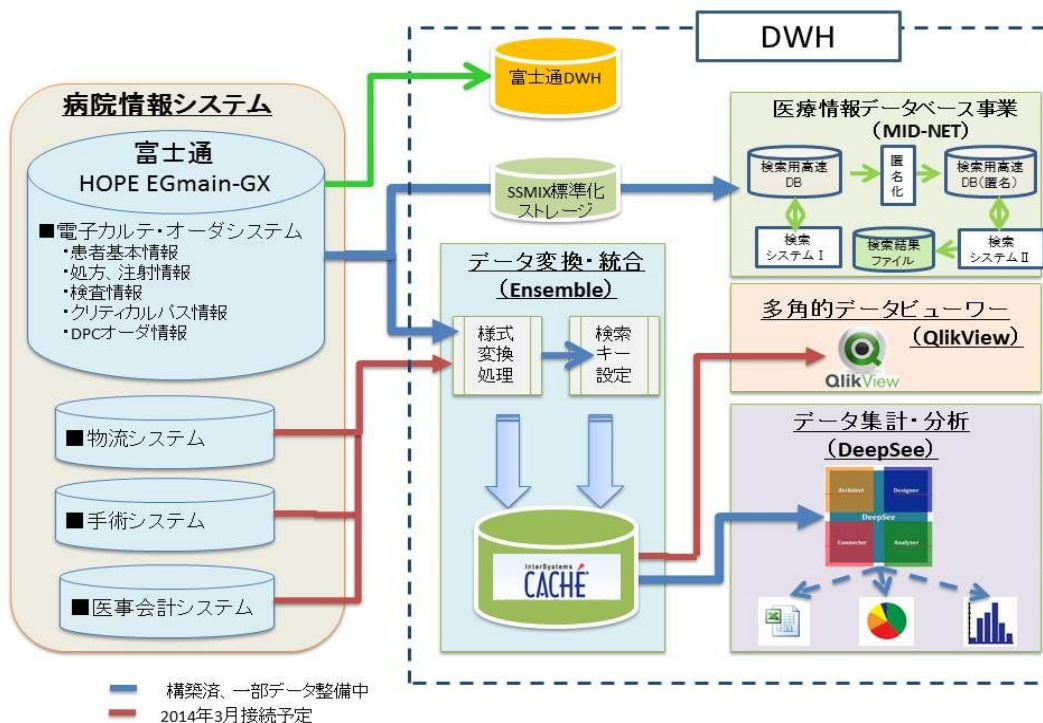 DWH
病院情報システム
富士通
HOPE EGmain-GX
■電子カルテ・オーダシステム
・患者基本情報
・処方、注射情報
・検査情報
・クリティカルパス情報
・DPCオーダ情報
■物流システム
■手術システム
■医事会計システム
富士通DWH
SSMIX標準化
ストレージ
データ変換・統合
(Ensemble)
様式
変換
処理
検索
キー
設定
INTERSYSTEMS
CACHÉ
医療情報データベース事業
(MID-NET)
検索用高速
DB
匿
名
化
検索用高速
DB(匿名)
検索
システムⅠ
検索結果
ファイル
検索
システムⅡ
多角的データビューワー
(QlikView)
QlikView
データ集計・分析
(DeepSee)
Architect
Designer
DeepSee
Connector
Analyzer
構築済、一部データ整備中
2014年3月接続予定